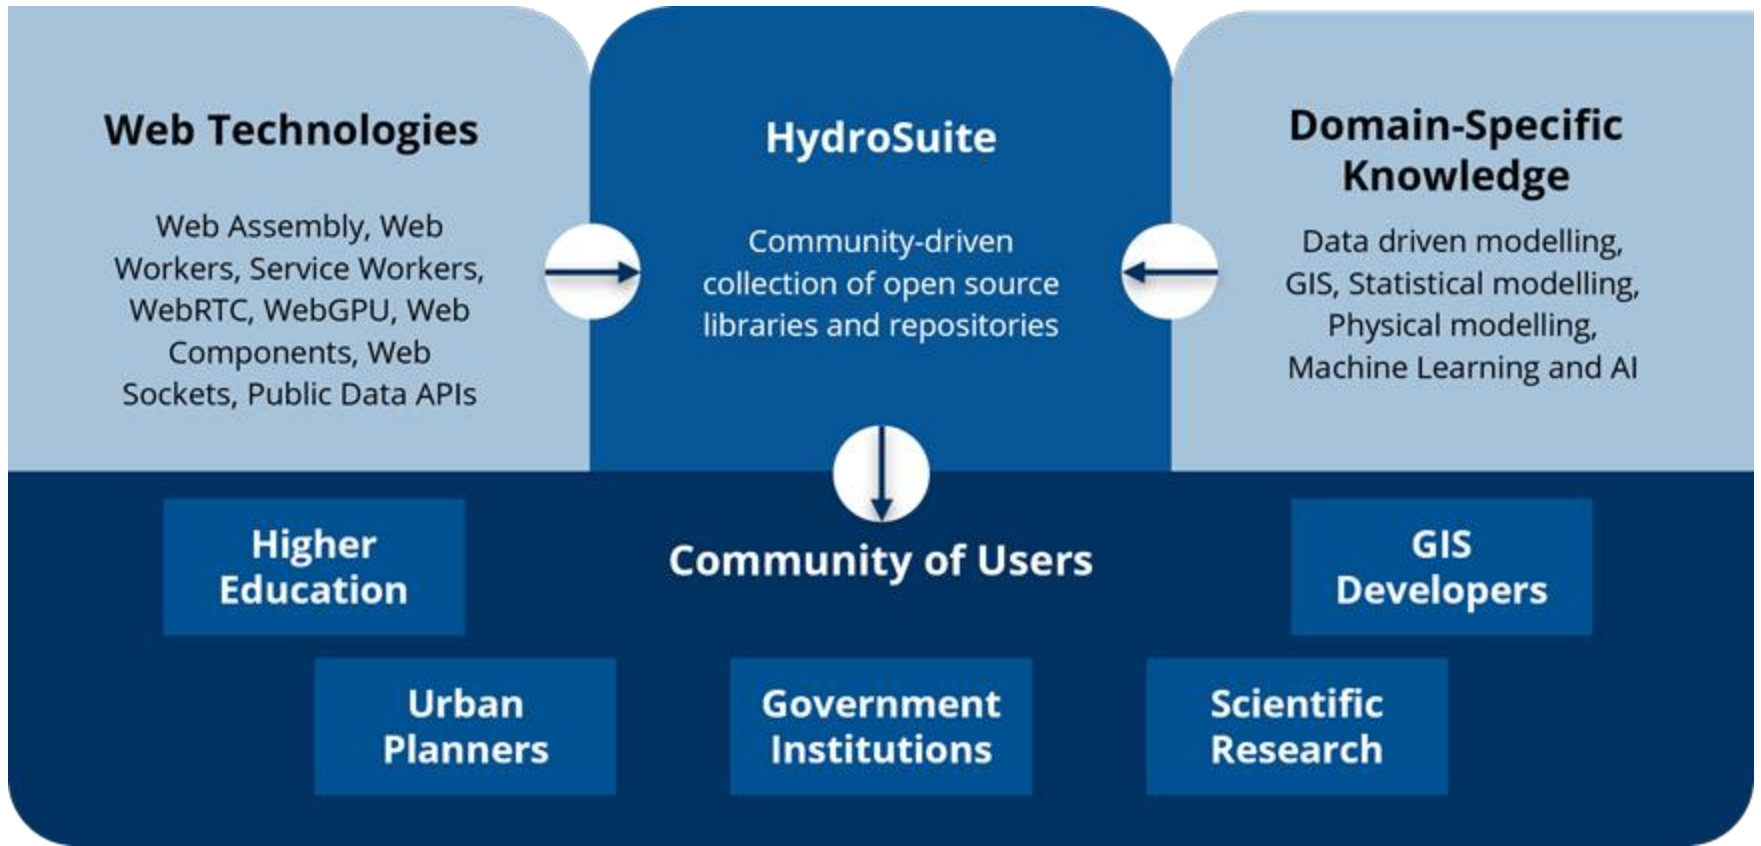 Web Technologies
Web Assembly, Web
Workers, Service Workers,
WebRTC, WebGPU, Web
Components, Web
Sockets, Public Data APIs
HydroSuite
Community-driven
collection of open source
libraries and repositories
Domain-Specific
Knowledge
Data driven modelling,
GIS, Statistical modelling,
Physical modelling,
Machine Learning and AI
Community of Users
Higher
Education
GIS
Developers
Urban
Planners
Government
Institutions
Scientific
Research